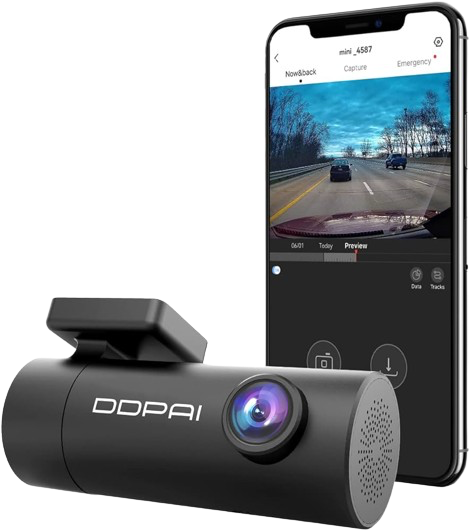 mini_4587
Now&back Capture Emergency
06/01 Today Preview
Data Tracks
DDPAI